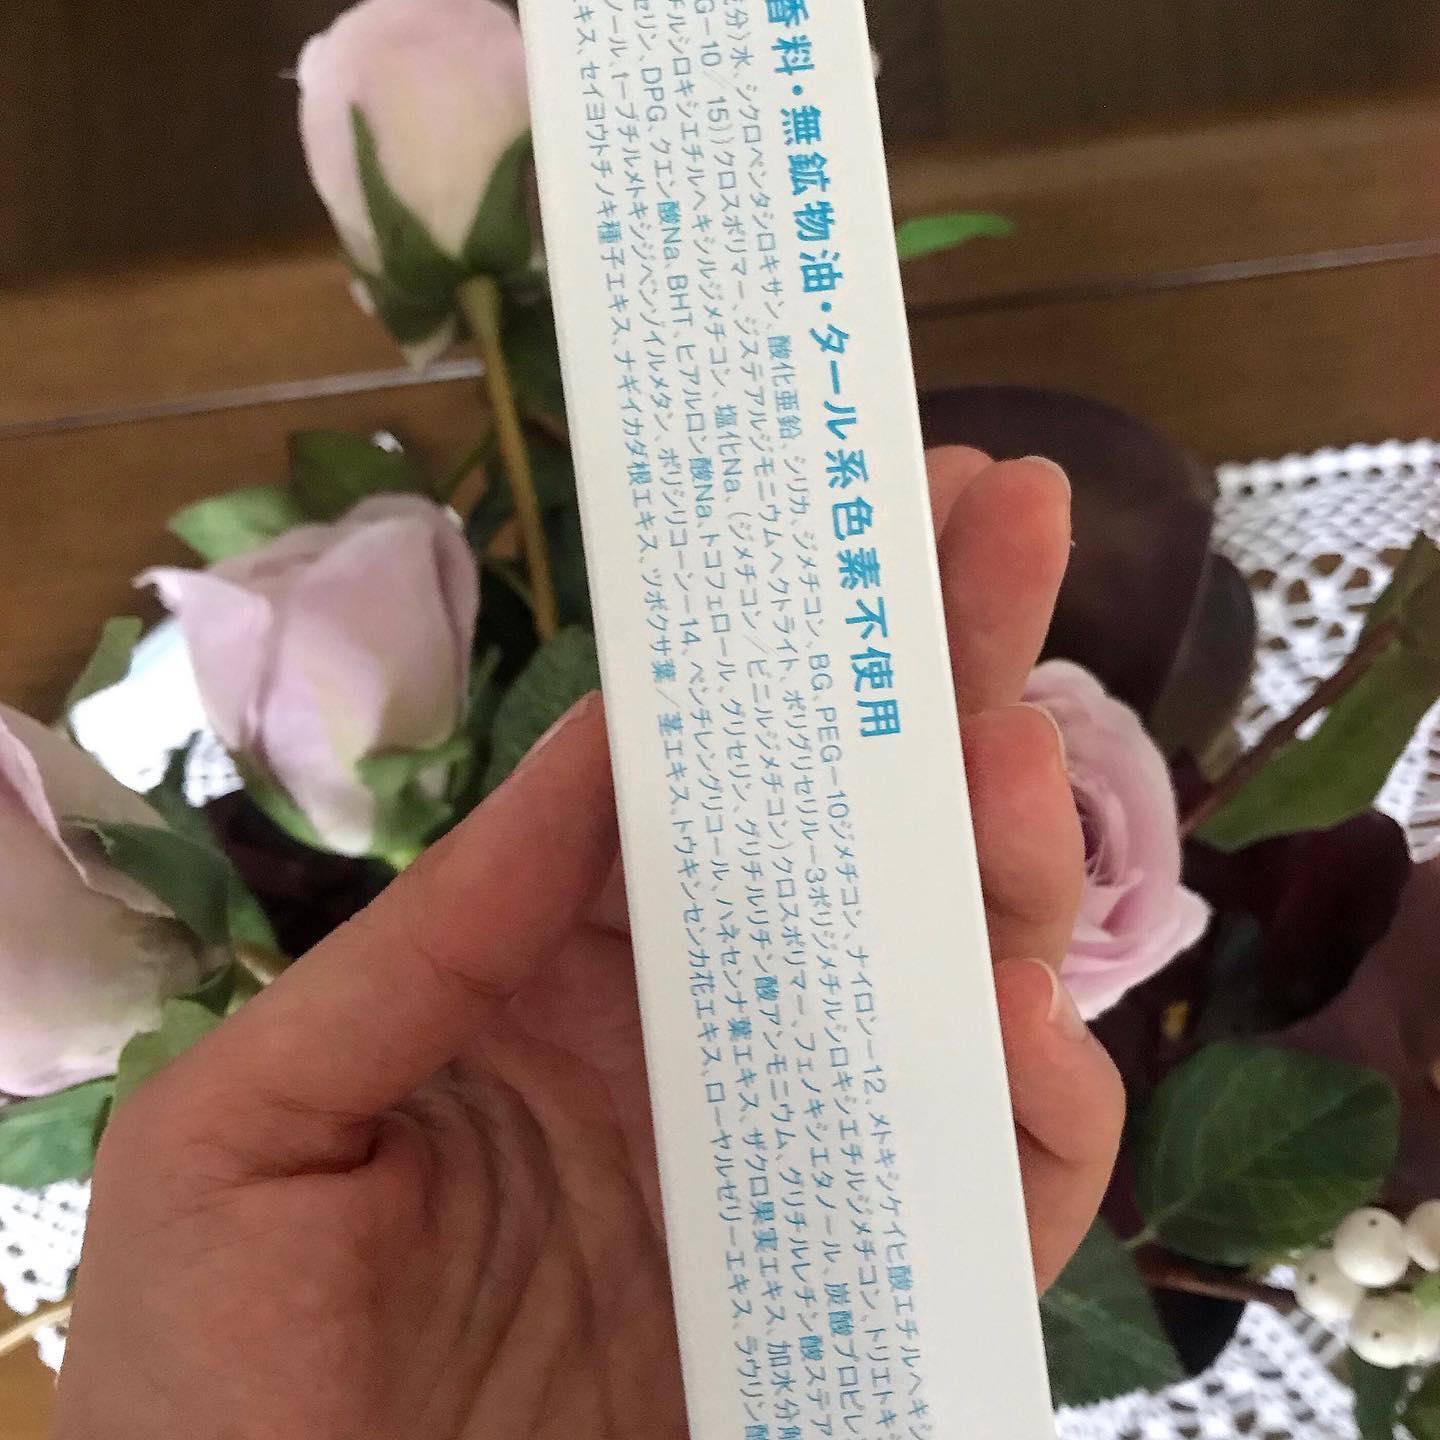 香料・無鉱物油・タール系色素不使用
成分〉水、シクロペンタシロキサン、酸化亜鉛、シリカ、ジメチコン、BG、PEG-10ジメチコン、ナイロン-12、メトキシケイヒ酸エチルヘキシ
G-10／15))クロスポリマー、ジステアルジモニウムヘクトライト、ポリグリセリル-3ポリジメチルシロキシエチルジメチコン、トリエトキシ
チルシロキシエチルヘキシルジメチコン、塩化Na、(ジメチコン／ビニルジメチコン)クロスポリマー、フェノキシエタノール、炭酸プロピレ
セリン、DPG、クエン酸Na、BHT、ヒアルロン酸Na、トコフェロール、グリセリン、グリチルリチン酸アンモニウム、グリチルレチン酸ステア
ノール、t-ブチルメトキシジベンゾイルメタン、ポリシリコーン-14、ペンチレングリコール、ハネセンナ葉エキス、ザクロ果実エキス、加水分解
エキス、セイヨウトチノキ種子エキス、ナギイカダ根エキス、ツボクサ葉／茎エキス、トウキンセンカ花エキス、ローヤルゼリーエキス、ラウリン酸